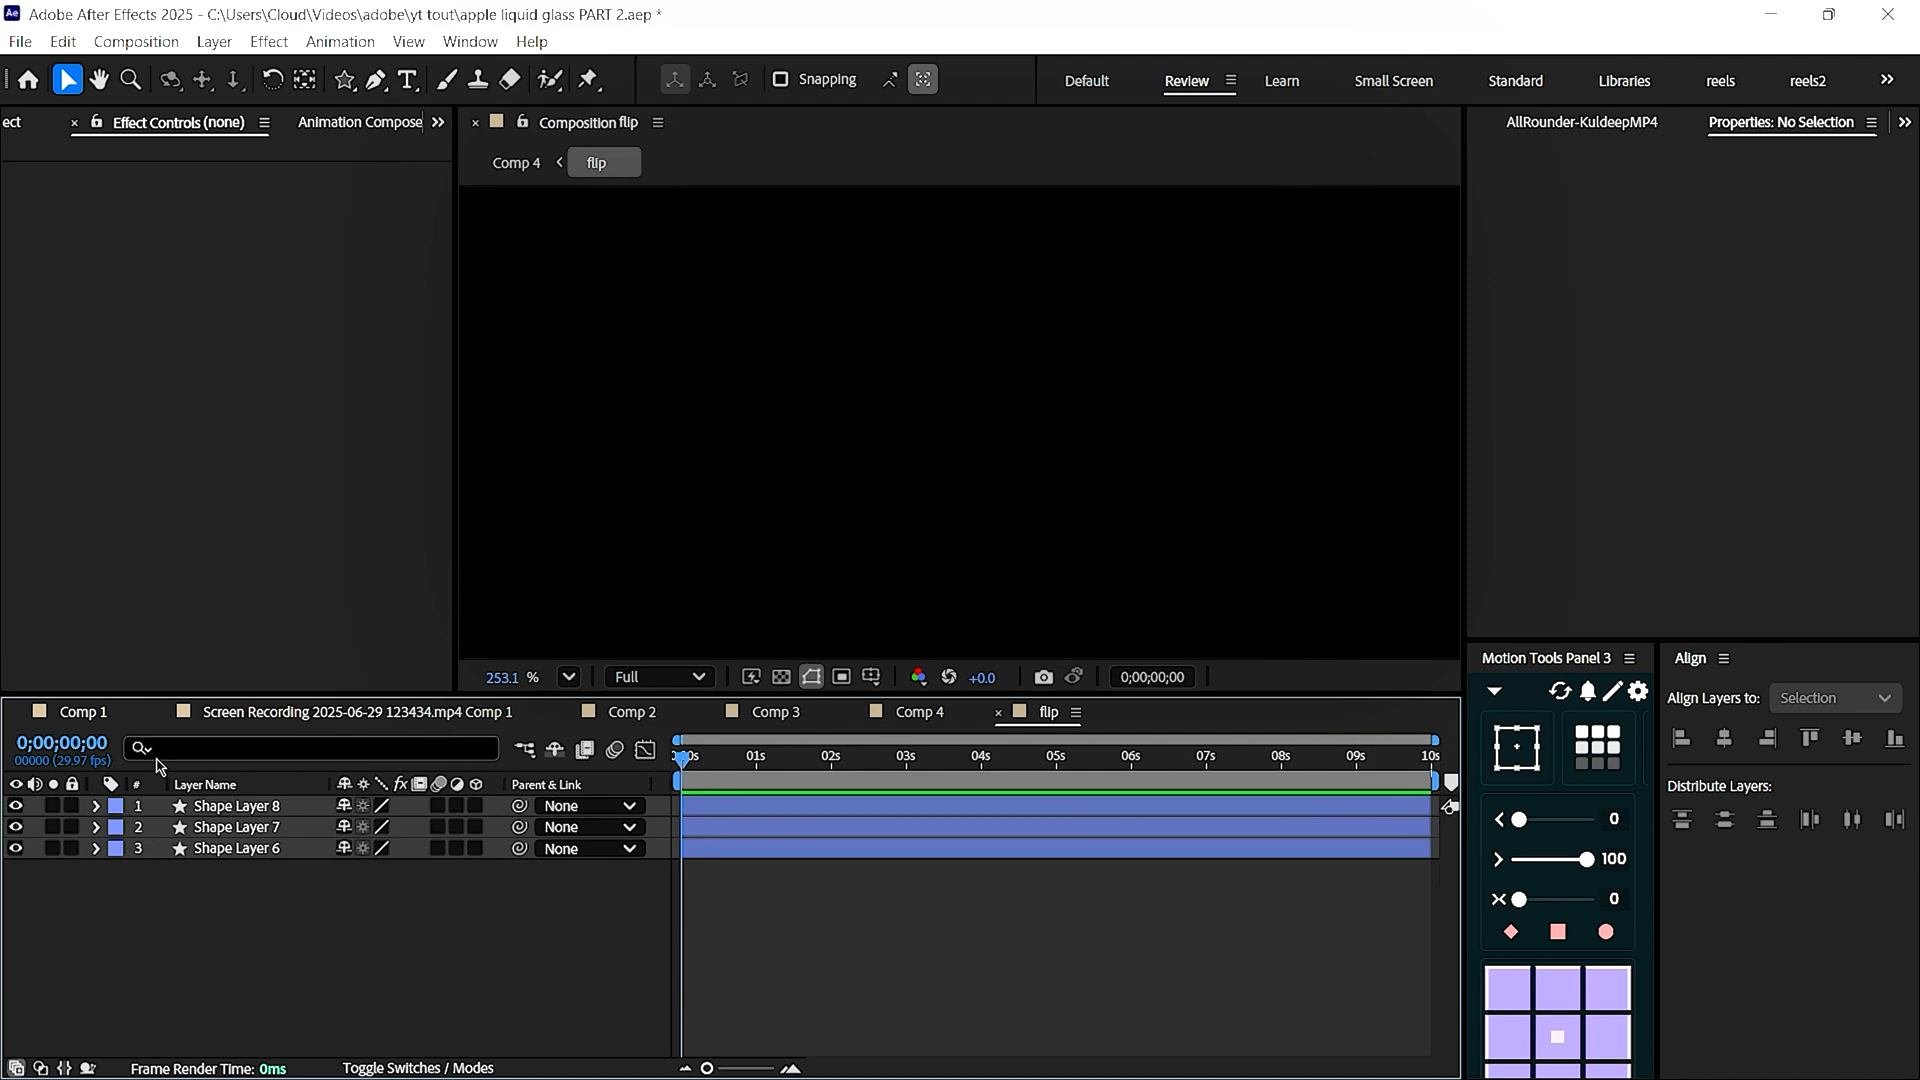 Ae Adobe After Effects 2025 - C:\Users\Cloud\Videos\adobe\yt tout\apple liquid glass PART 2.aep *
File Edit Composition Layer Effect Animation View Window Help
Snapping Default Review Learn Small Screen Standard Libraries reels reels2
ect Effect Controls (none) Animation Compose
Composition flip
AllRounder-KuldeepMP4 Properties: No Selection
Comp 4 flip
253.1 % Full +0.0 0;00;00;00
Motion Tools Panel 3
Align
Align Layers to: Selection
Comp 1 Screen Recording 2025-06-29 123434.mp4 Comp 1 Comp 2 Comp 3 Comp 4 flip
0;00;00;00
00000 (29.97 fps)
01s 02s 03s 04s 05s 06s 07s 08s 09s 10s
# Layer Name fx Parent & Link
1 Shape Layer 8 None
2 Shape Layer 7 None
3 Shape Layer 6 None
Distribute Layers:
0
100
0
Frame Render Time: 0ms Toggle Switches / Modes